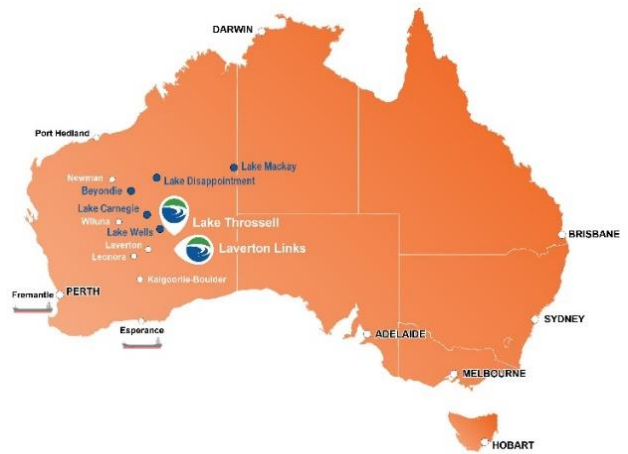 DARWIN
Port Hedland
Newman
Lake Mackay
Lake Disappointment
Beyondie
Lake Carnegie
Wiluna
Lake Throssell
Lake Wells
Laverton
Laverton Links
Leonora
Kalgoorlie-Boulder
Fremantle
PERTH
Esperance
BRISBANE
SYDNEY
ADELAIDE
MELBOURNE
HOBART